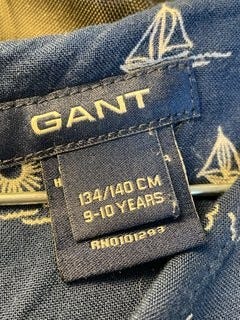 GANT
134/140 CM
9-10 YEARS
RN0101293